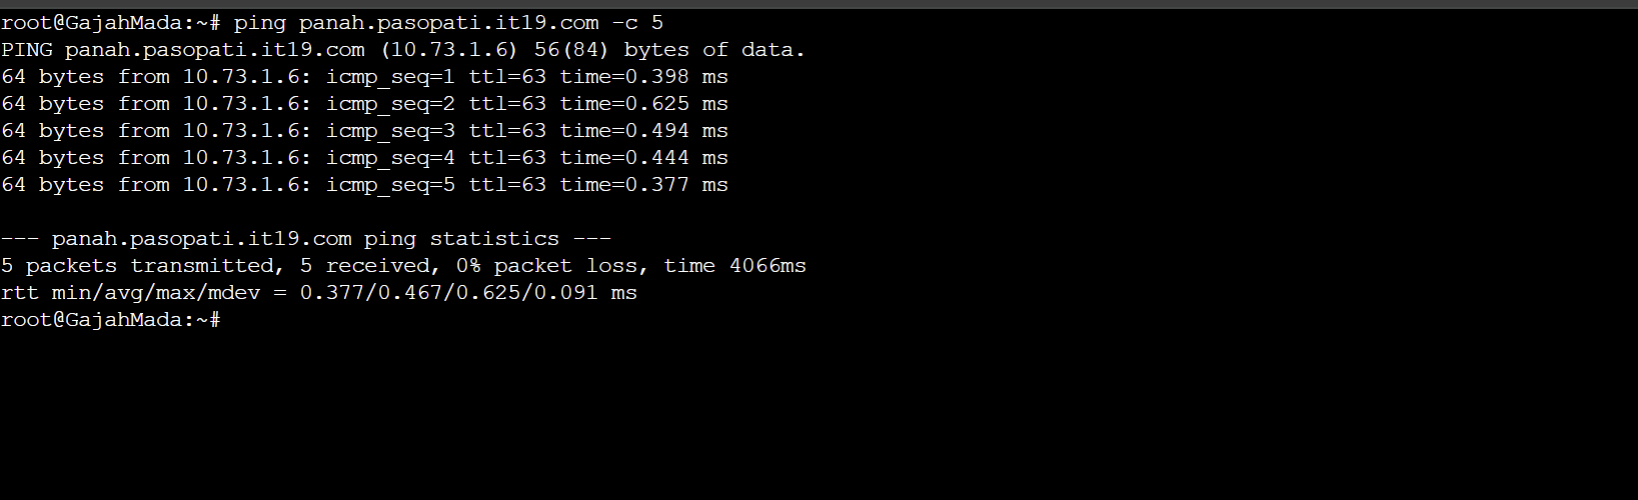 root@GajahMada:~# ping panah.pasopati.it19.com -c 5
PING panah.pasopati.it19.com (10.73.1.6) 56(84) bytes of data.
64 bytes from 10.73.1.6: icmp_seq=1 ttl=63 time=0.398 ms
64 bytes from 10.73.1.6: icmp_seq=2 ttl=63 time=0.625 ms
64 bytes from 10.73.1.6: icmp_seq=3 ttl=63 time=0.494 ms
64 bytes from 10.73.1.6: icmp_seq=4 ttl=63 time=0.444 ms
64 bytes from 10.73.1.6: icmp_seq=5 ttl=63 time=0.377 ms

--- panah.pasopati.it19.com ping statistics ---
5 packets transmitted, 5 received, 0% packet loss, time 4066ms
rtt min/avg/max/mdev = 0.377/0.467/0.625/0.091 ms
root@GajahMada:~#